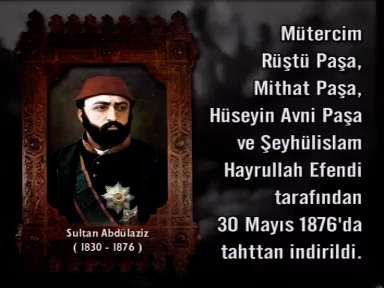 Mütercim
Rüştü Paşa,
Mithat Paşa,
Hüseyin Avni Paşa
ve Şeyhülislam
Hayrullah Efendi
tarafından
30 Mayıs 1876'da
tahttan indirildi.
Sultan Abdülaziz
( 1830 - 1876 )